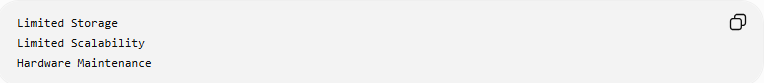 Limited Storage
Limited Scalability
Hardware Maintenance